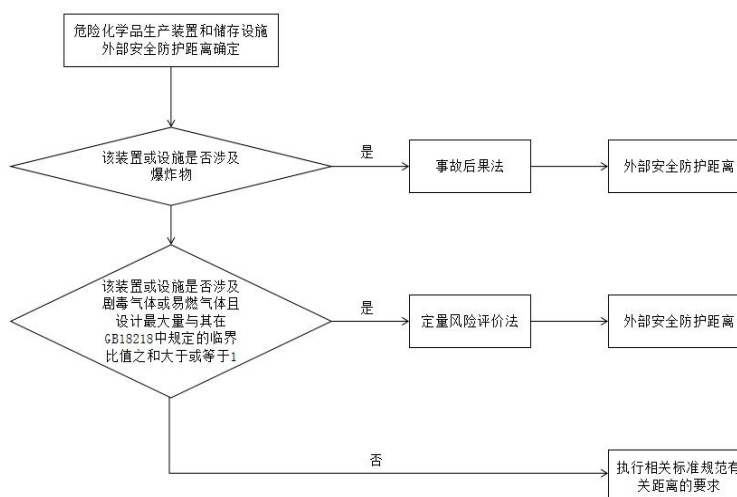 危险化学品生产装置和储存设施
外部安全防护距离确定
该装置或设施是否涉及
爆炸物
是
事故后果法
外部安全防护距离
该装置或设施是否涉及
剧毒气体或易燃气体且
设计最大量与其在
GB18218中规定的临界
比值之和大于或等于1
是
定量风险评价法
外部安全防护距离
否
执行相关标准规范有
关距离的要求